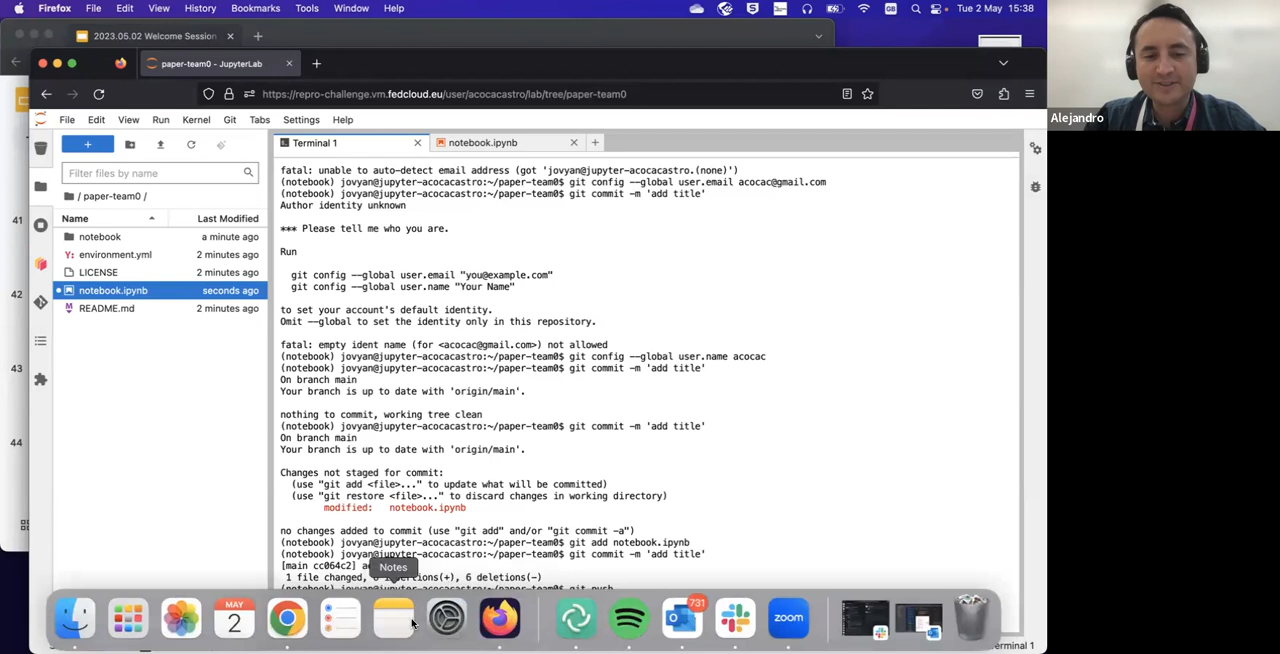 Firefox File Edit View History Bookmarks Tools Window Help
GB
Tue 2 May 15:38
2023.05.02 Welcome Session
paper-team0 - JupyterLab
https://repro-challenge.vm.fedcloud.eu/user/acocacastro/lab/tree/paper-team0
File Edit View Run Kernel Git Tabs Settings Help
Alejandro
Terminal 1
notebook.ipynb
Filter files by name
/ paper-team0 /
Name Last Modified
notebook a minute ago
environment.yml 2 minutes ago
LICENSE 2 minutes ago
notebook.ipynb seconds ago
README.md 2 minutes ago
41
42
43
44
fatal: unable to auto-detect email address (got 'jovyan@jupyter-acocacastro.(none)')
(notebook) jovyan@jupyter-acocacastro:~/paper-team0$ git config --global user.email acocac@gmail.com
(notebook) jovyan@jupyter-acocacastro:~/paper-team0$ git commit -m 'add title'
Author identity unknown
*** Please tell me who you are.
Run
git config --global user.email "you@example.com"
git config --global user.name "Your Name"
to set your account's default identity.
Omit --global to set the identity only in this repository.
fatal: empty ident name (for <acocac@gmail.com>) not allowed
(notebook) jovyan@jupyter-acocacastro:~/paper-team0$ git config --global user.name acocac
(notebook) jovyan@jupyter-acocacastro:~/paper-team0$ git commit -m 'add title'
On branch main
Your branch is up to date with 'origin/main'.
nothing to commit, working tree clean
(notebook) jovyan@jupyter-acocacastro:~/paper-team0$ git commit -m 'add title'
On branch main
Your branch is up to date with 'origin/main'.
Changes not staged for commit:
(use "git add <file>..." to update what will be committed)
(use "git restore <file>..." to discard changes in working directory)
modified: notebook.ipynb
no changes added to commit (use "git add" and/or "git commit -a")
(notebook) jovyan@jupyter-acocacastro:~/paper-team0$ git add notebook.ipynb
(notebook) jovyan@jupyter-acocacastro:~/paper-team0$ git commit -m 'add title'
[main cc064c2]
1 file changed, insertions(+), 6 deletions(-)
Notes
MAY
2
731
zoom
Terminal 1